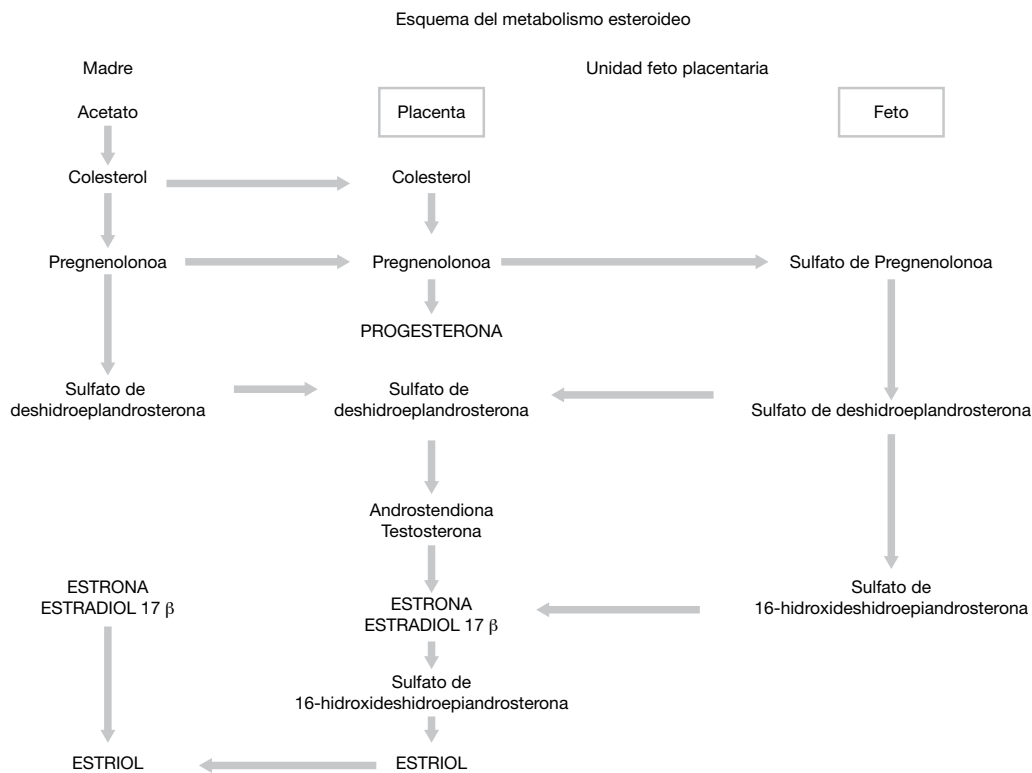 Esquema del metabolismo esteroideo
Madre
Unidad feto placentaria
Acetato
Placenta
Feto
Colesterol
Colesterol
Pregnenolonoa
Pregnenolonoa
Sulfato de Pregnenolonoa
PROGESTERONA
Sulfato de
deshidroeplandrosterona
Sulfato de
deshidroeplandrosterona
Sulfato de deshidroeplandrosterona
Androstendiona
Testosterona
ESTRONA
ESTRADIOL 17 β
ESTRONA
ESTRADIOL 17 β
Sulfato de
16-hidroxideshidroepiandrosterona
Sulfato de
16-hidroxideshidroepiandrosterona
ESTRIOL
ESTRIOL